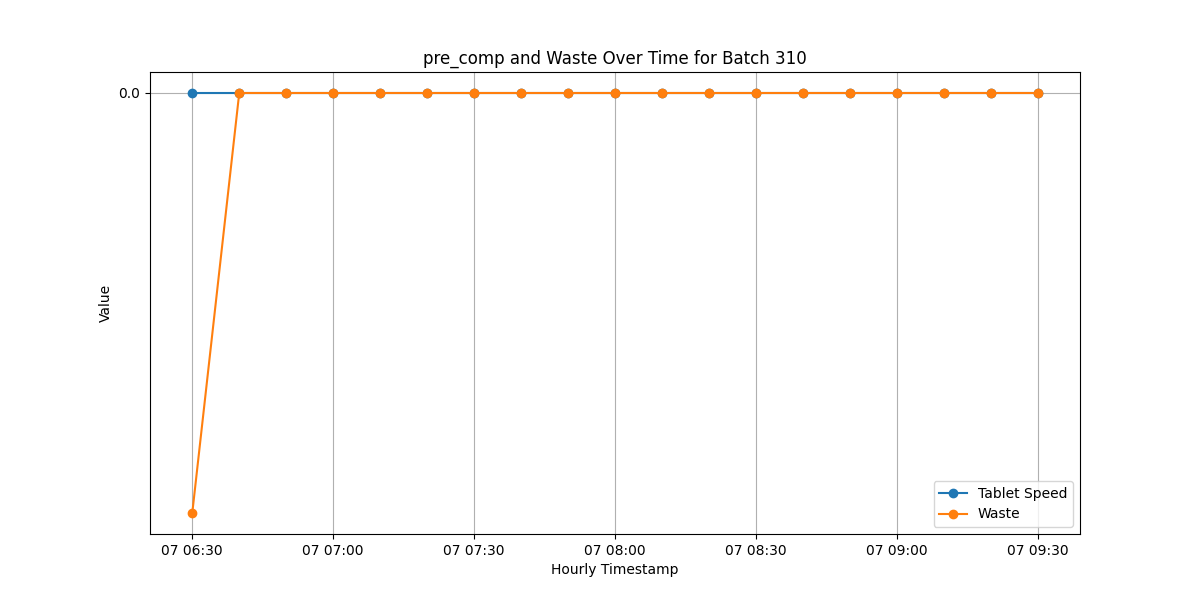 pre_comp and Waste Over Time for Batch 310
0.0
Value
Tablet Speed
Waste
07 06:30 07 07:00 07 07:30 07 08:00 07 08:30 07 09:00 07 09:30
Hourly Timestamp